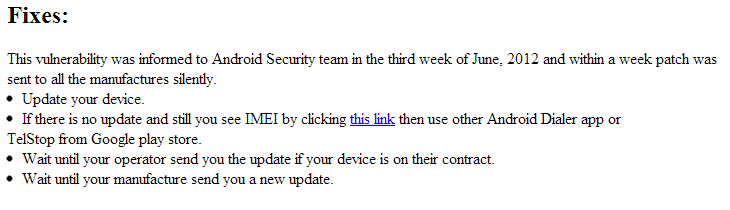 Fixes:
This vulnerability was informed to Android Security team in the third week of June, 2012 and within a week patch was
sent to all the manufactures silently.
• Update your device.
• If there is no update and still you see IMEI by clicking this link then use other Android Dialer app or
TelStop from Google play store.
• Wait until your operator send you the update if your device is on their contract.
• Wait until your manufacture send you a new update.